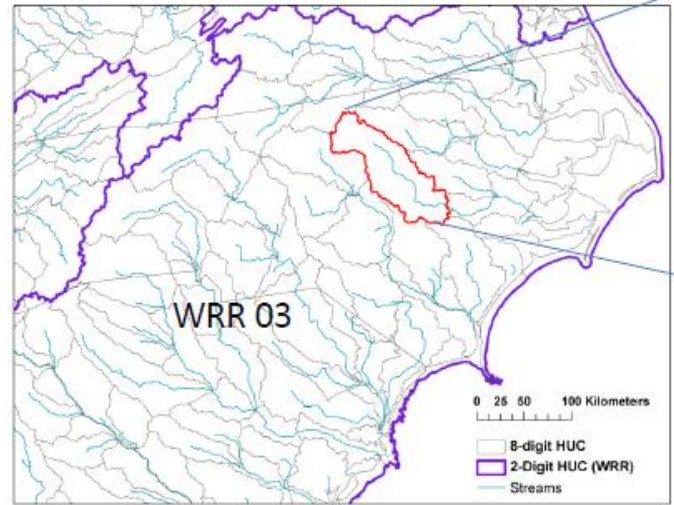 WRR 03
0 25 50 100 Kilometers
8-digit HUC
2-Digit HUC (WRR)
Streams